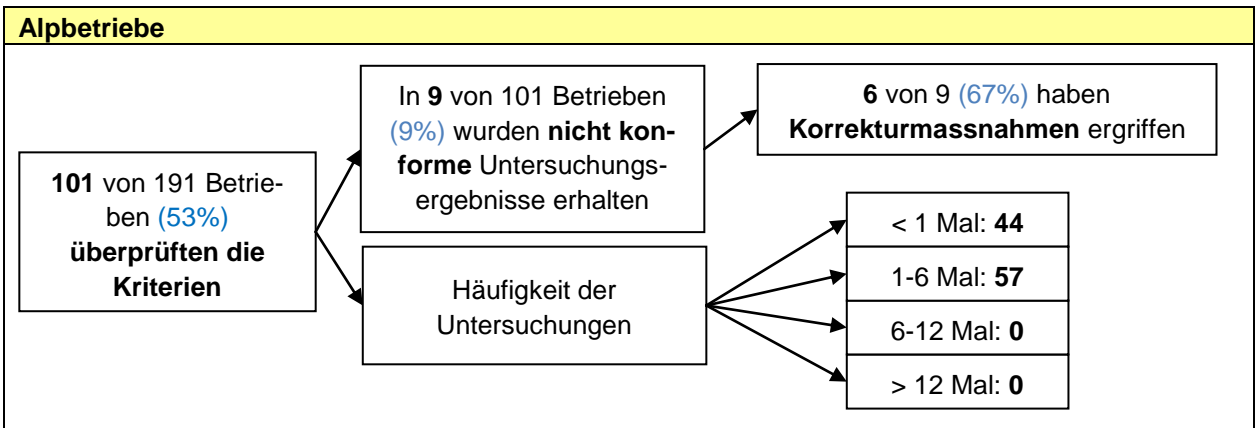 Alpbetriebe
101 von 191 Betrie-
ben (53%)
überprüften die
Kriterien
In 9 von 101 Betrieben
(9%) wurden nicht kon-
forme Untersuchungs-
ergebnisse erhalten
6 von 9 (67%) haben
Korrekturmassnahmen ergriffen
Häufigkeit der
Untersuchungen
< 1 Mal: 44
1-6 Mal: 57
6-12 Mal: 0
> 12 Mal: 0